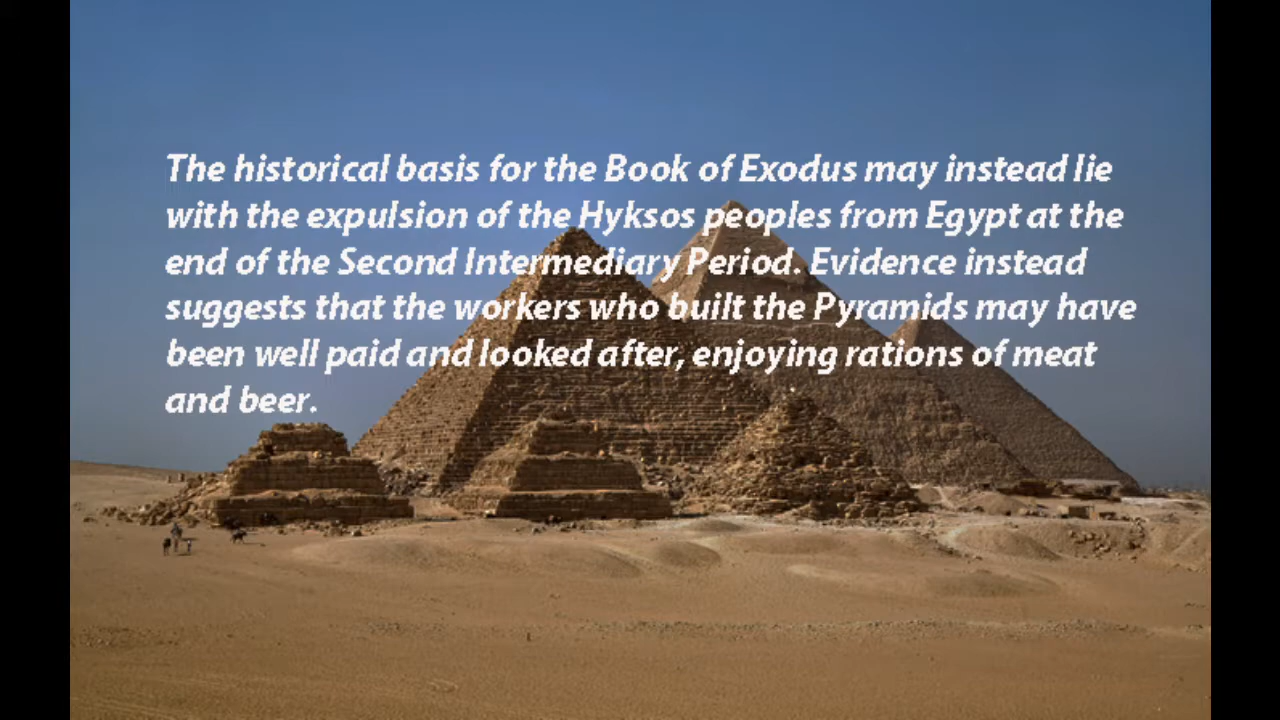 The historical basis for the Book of Exodus may instead lie
with the expulsion of the Hyksos peoples from Egypt at the
end of the Second Intermediary Period. Evidence instead
suggests that the workers who built the Pyramids may have
been well paid and looked after, enjoying rations of meat
and beer.